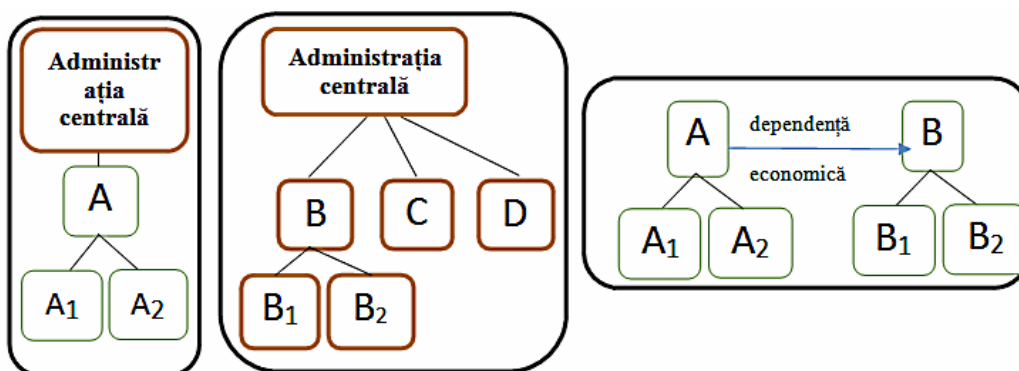 Administr
ația
centrală
A
A1 A2
Administrația
centrală
B C D
B1 B2
A dependență B
economică
A1 A2 B1 B2